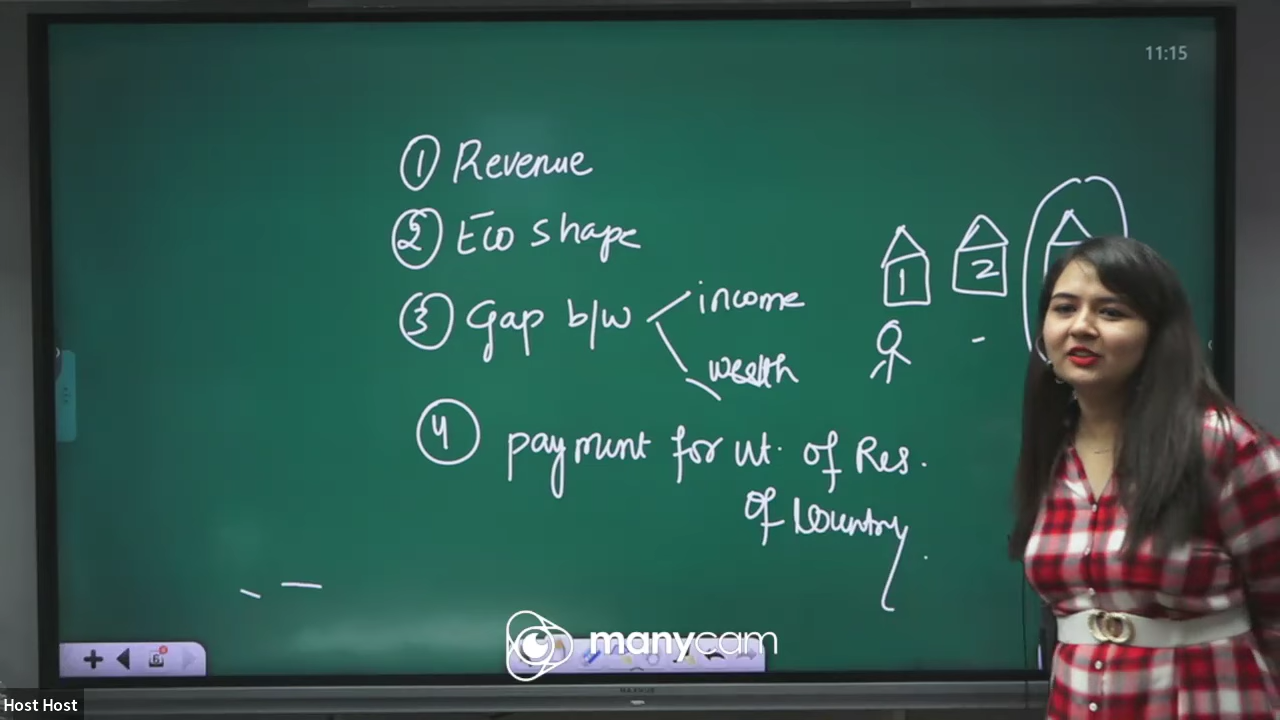 11:15
① Revenue
② Eco shape
③ Gap b/w
income
wealth
1
2
④ payment for ut. of Res.
of Country.
manycam
Host Host